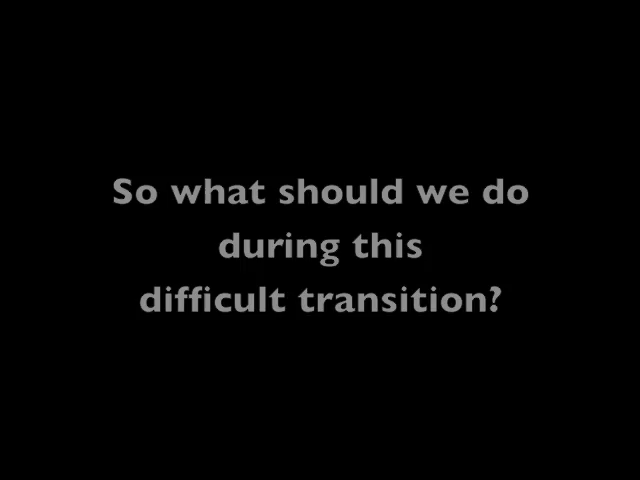 So what should we do
during this
difficult transition?